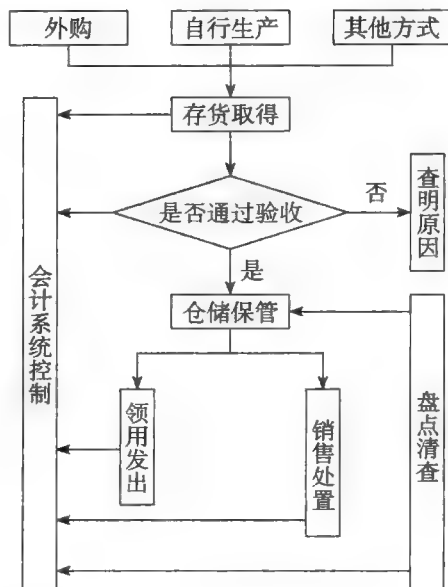 外购
自行生产
其他方式
存货取得
是否通过验收
否
查明原因
是
会计系统控制
仓储保管
领用发出
销售处置
盘点清查